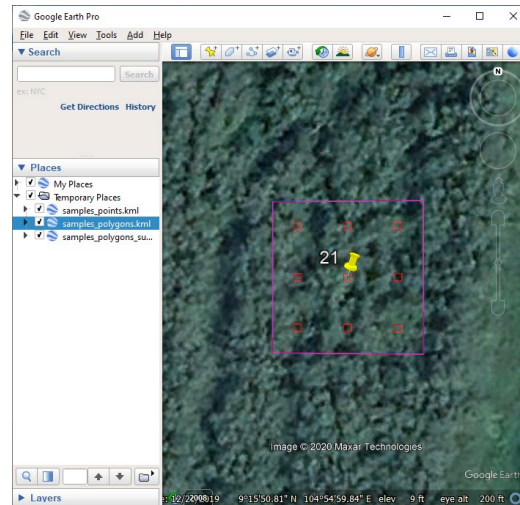 Google Earth Pro
File Edit View Tools Add Help
▼ Search
Search
ex: NYC
Get Directions History
▼ Places
My Places
Temporary Places
samples_points.kml
samples_polygons.kml
samples_polygons_su...
▶ Layers
N
21
Image © 2020 Maxar Technologies
Google Earth
2008
9°15'50.81" N 104°54'59.84" E elev 9 ft eye alt 200 ft